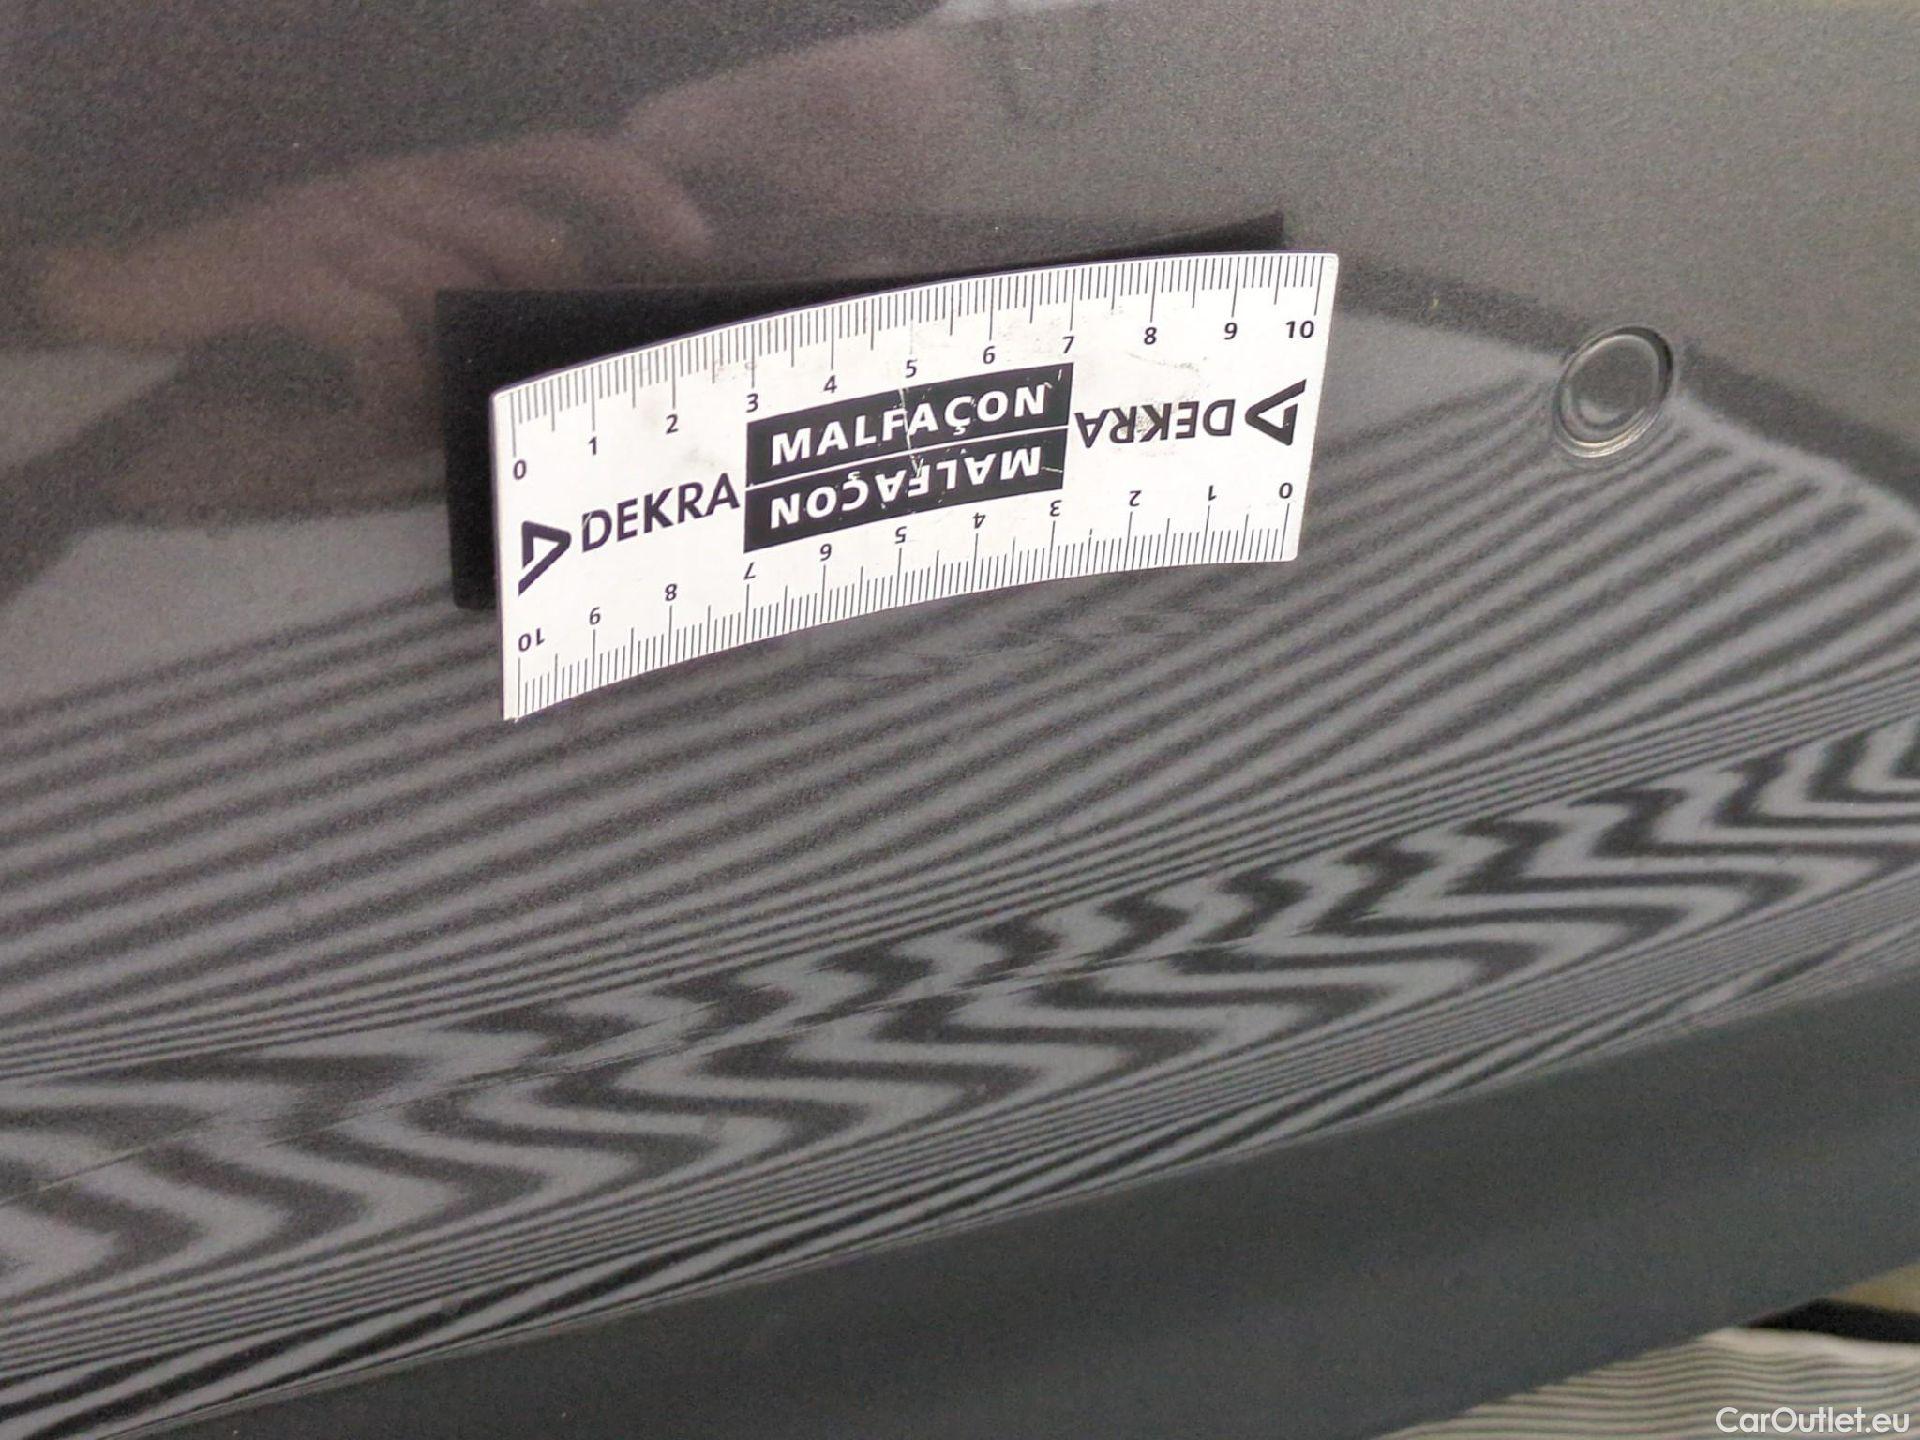 0 1 2 3 4 5 6 7 8 9 10
DEKRA
MALFAÇON
MALFAÇON
DEKRA
10 9 8 7 6 5 4 3 2 1 0
CarOutlet.eu